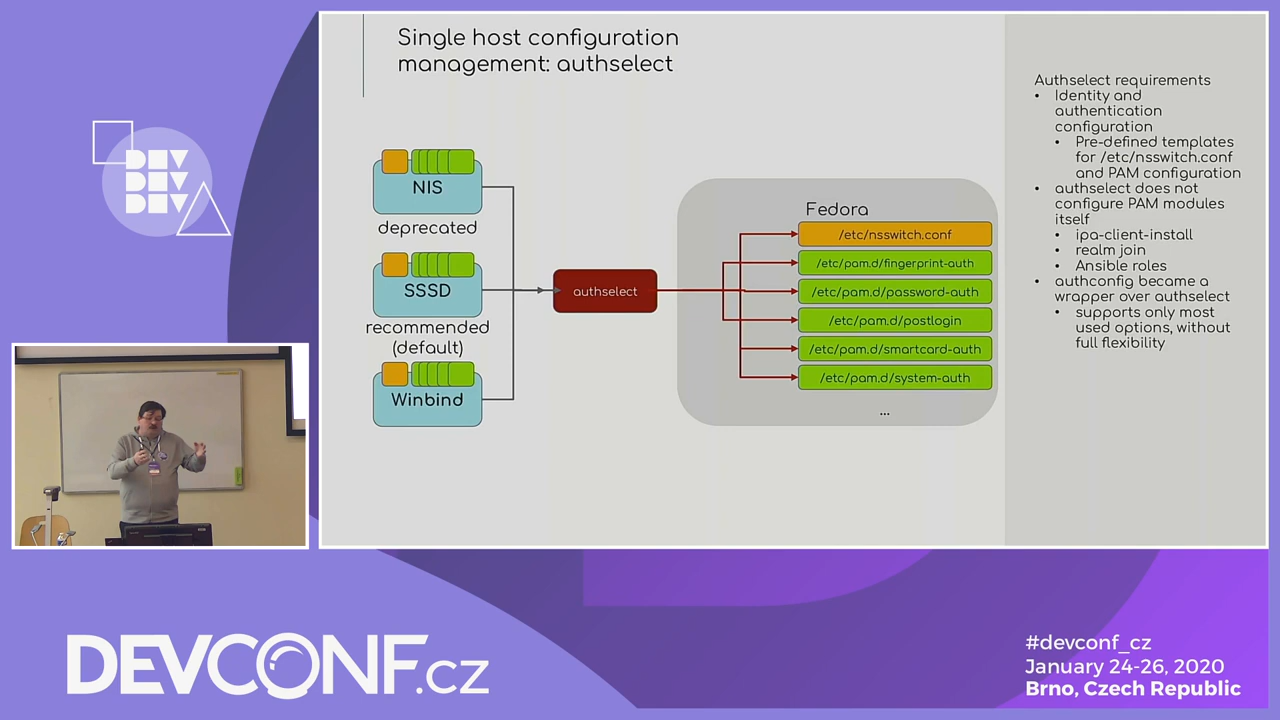 Single host configuration
management: authselect
NIS
deprecated
SSSD
recommended
(default)
Winbind
authselect
Fedora
/etc/nsswitch.conf
/etc/pam.d/fingerprint-auth
/etc/pam.d/password-auth
/etc/pam.d/postlogin
/etc/pam.d/smartcard-auth
/etc/pam.d/system-auth
...
Authselect requirements
• Identity and
authentication
configuration
• Pre-defined templates
for /etc/nsswitch.conf
and PAM configuration
• authselect does not
configure PAM modules
itself
• ipa-client-install
• realm join
• Ansible roles
• authconfig became a
wrapper over authselect
• supports only most
used options, without
full flexibility
DEV
DEV
DEV
DEVCONF.cz
#devconf_cz
January 24-26, 2020
Brno, Czech Republic